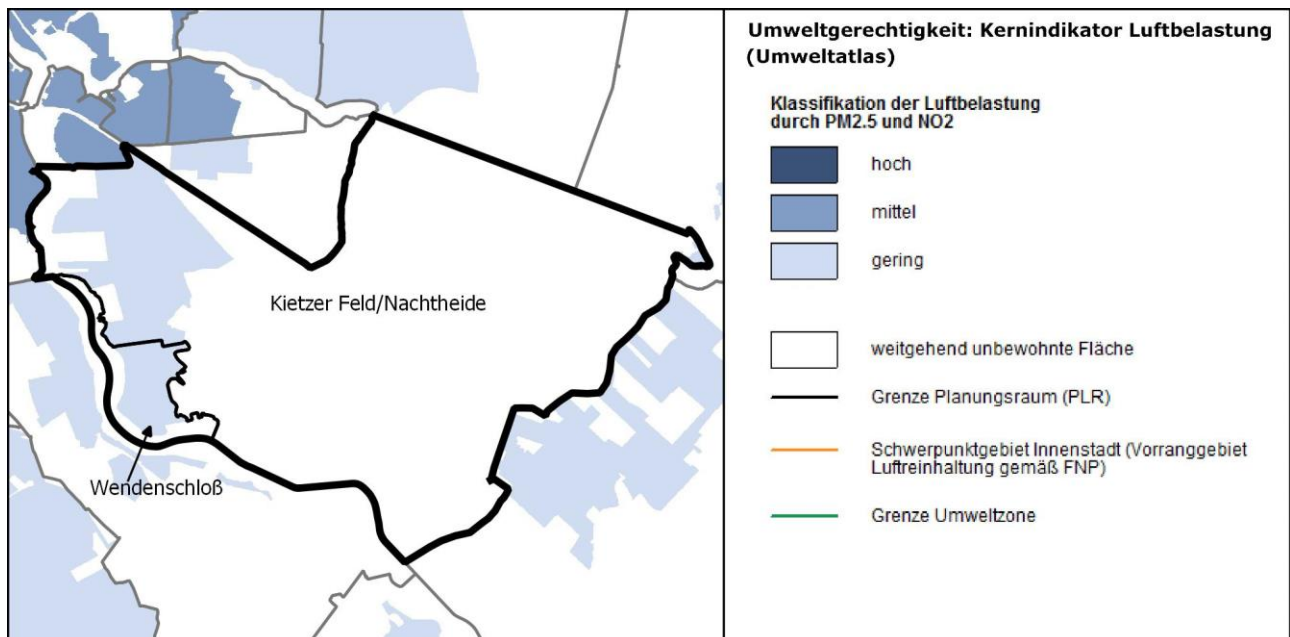 Umweltgerechtigkeit: Kernindikator Luftbelastung
(Umweltatlas)
Klassifikation der Luftbelastung
durch PM2.5 und NO2
hoch
mittel
gering
weitgehend unbewohnte Fläche
Grenze Planungsraum (PLR)
Schwerpunktgebiet Innenstadt (Vorranggebiet
Luftreinhaltung gemäß FNP)
Grenze Umweltzone
Kietzer Feld/Nachtheide
Wendenschloß